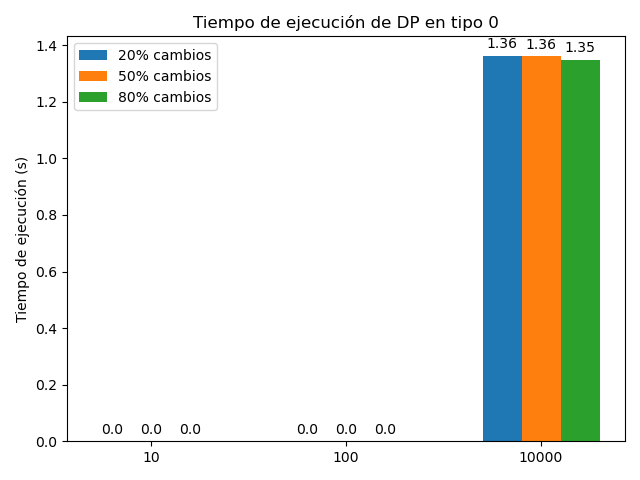 Tiempo de ejecución de DP en tipo 0
20% cambios
50% cambios
80% cambios
Tiempo de ejecución (s)
1.4
1.2
1.0
0.8
0.6
0.4
0.2
0.0
0.0 0.0 0.0
0.0 0.0 0.0
1.36 1.36 1.35
10 100 10000